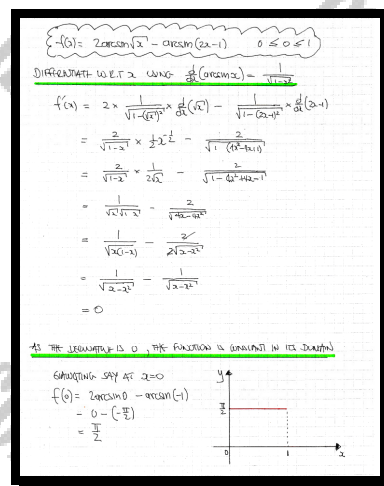 f(x) = 2arcsin√x - arcsin(2x-1)    0 ≤ x ≤ 1
DIFFERENTIATE W.R.T x USING d/dx(arcsinx) = 1/√(1-x²)
f'(x) = 2 × 1/√(1-(√x)²) × d/dx(√x) - 1/√(1-(2x-1)²) × d/dx(2x-1)
= 2/√(1-x) × ½x^(-½) - 2/√(1-(4x²-4x+1))
= 2/√(1-x) × 1/(2√x) - 2/√(1-4x²+4x-1)
= 1/(√x√(1-x)) - 2/√(4x-4x²)
= 1/√(x(1-x)) - 2/(2√(x-x²))
= 1/√(x-x²) - 1/√(x-x²)
= 0
AS THE DERIVATIVE IS 0, THE FUNCTION IS CONSTANT IN ITS DOMAIN
EVALUATING SAY AT x=0
f(0) = 2arcsin0 - arcsin(-1)
= 0 - (-π/2)
= π/2
y
π/2
0 1 x